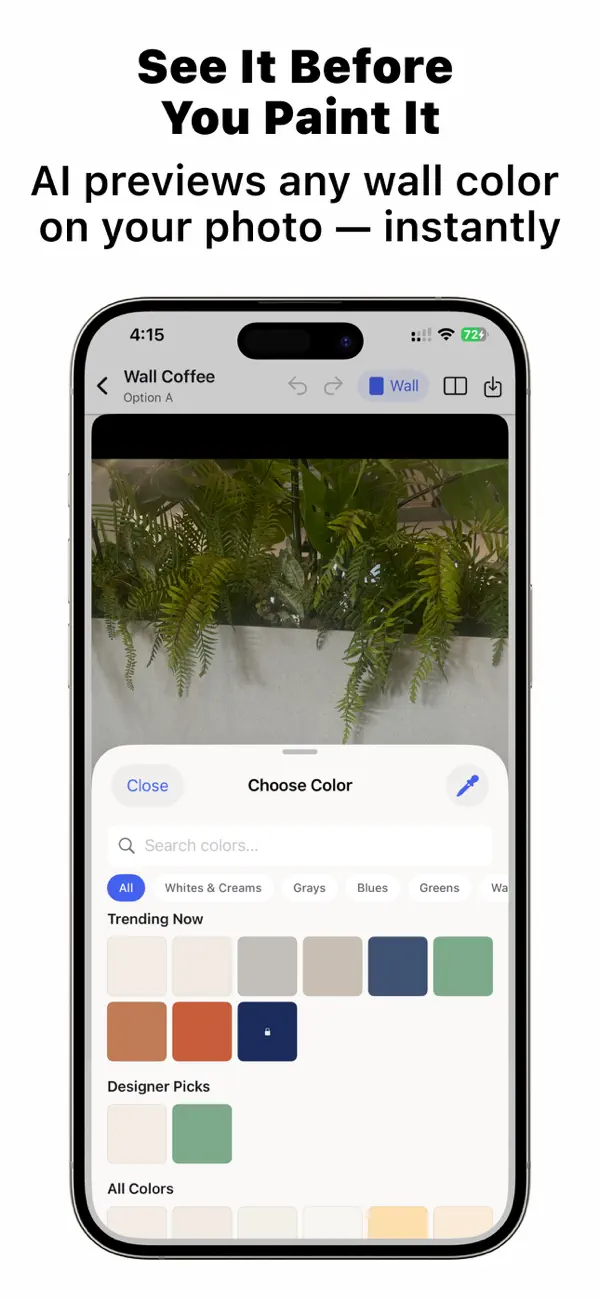 See It Before
You Paint It
AI previews any wall color
on your photo — instantly
4:15
72
Wall Coffee
Option A
Wall
Close
Choose Color
Search colors...
All
Whites & Creams
Grays
Blues
Greens
Wa
Trending Now
Designer Picks
All Colors